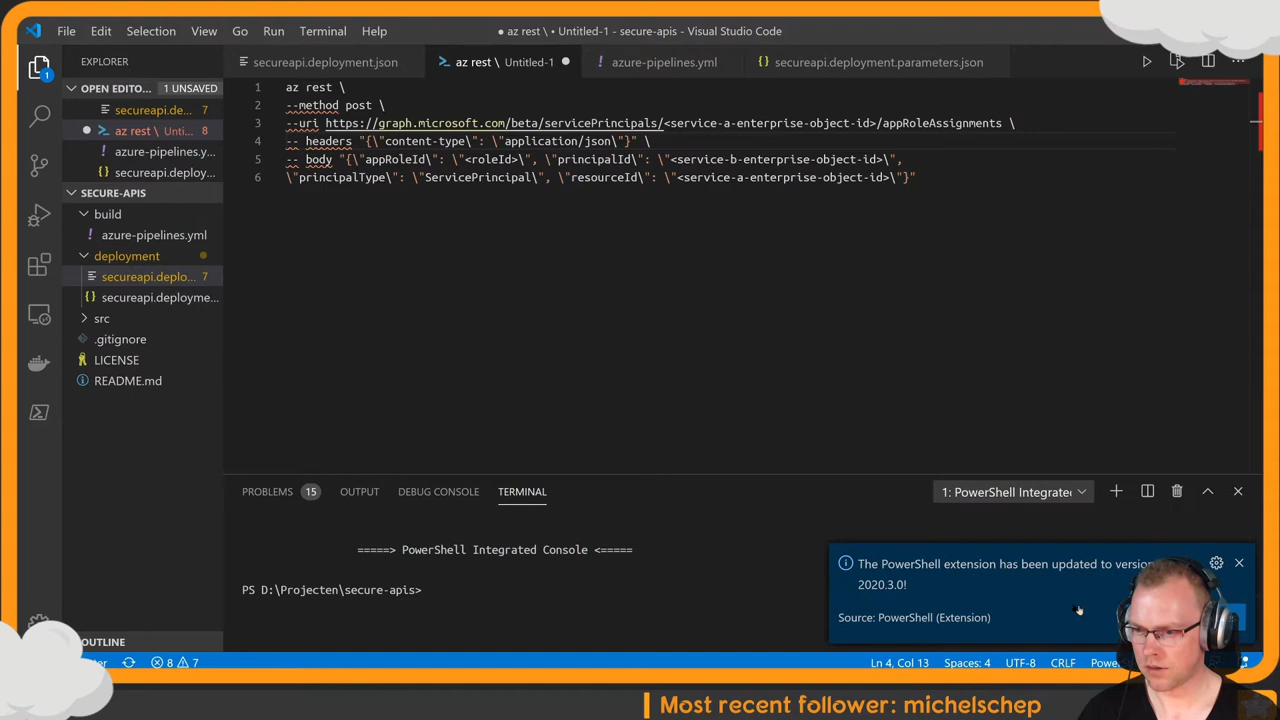 File Edit Selection View Go Run Terminal Help
● az rest \ • Untitled-1 - secure-apis - Visual Studio Code
EXPLORER
secureapi.deployment.json
az rest \ Untitled-1
azure-pipelines.yml
secureapi.deployment.parameters.json
1
OPEN EDITO... 1 UNSAVED
secureapi.de... 7
az rest \ Unti... 8
azure-pipelines.y...
secureapi.deploy...
SECURE-APIS
build
azure-pipelines.yml
deployment
secureapi.deplo... 7
secureapi.deployme...
src
.gitignore
LICENSE
README.md
OUTLINE
1 az rest \
2 --method post \
3 --uri https://graph.microsoft.com/beta/servicePrincipals/<service-a-enterprise-object-id>/appRoleAssignments \
4 -- headers "{\"content-type\": \"application/json\"}" \
5 -- body "{\"appRoleId\": \<roleId>\", \"principalId\": \"<service-b-enterprise-object-id>\",
6 \"principalType\": \"ServicePrincipal\", \"resourceId\": \"<service-a-enterprise-object-id>\"}"
PROBLEMS 15 OUTPUT DEBUG CONSOLE TERMINAL
1: PowerShell Integrate
=====> PowerShell Integrated Console <=====
PS D:\Projecten\secure-apis>
The PowerShell extension has been updated to version
2020.3.0!
Source: PowerShell (Extension)
8 7
Ln 4, Col 13 Spaces: 4 UTF-8 CRLF
Most recent follower: michelschep